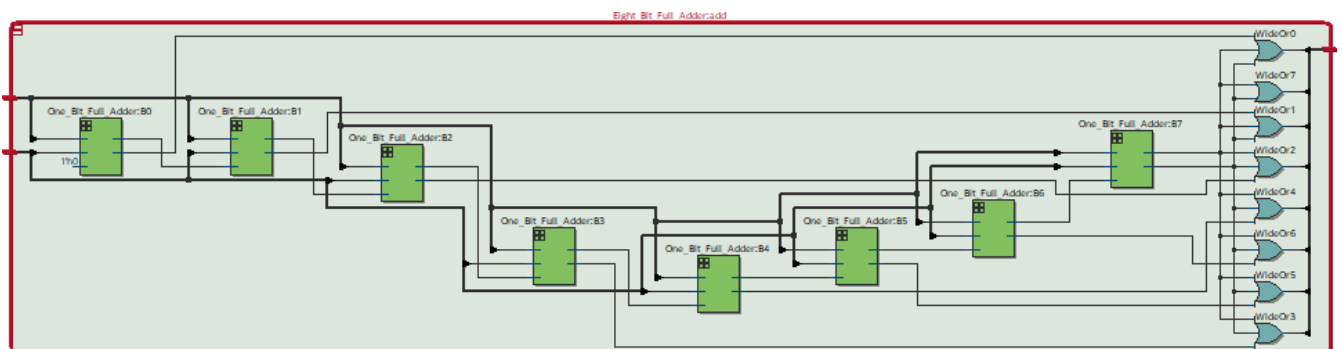 Eight_Bit_Full_Adder:add
WideOr0
WideOr7
One_Bit_Full_Adder:B0
One_Bit_Full_Adder:B1
WideOr1
One_Bit_Full_Adder:B7
One_Bit_Full_Adder:B2
WideOr2
1'h0
One_Bit_Full_Adder:B6
WideOr4
One_Bit_Full_Adder:B3
One_Bit_Full_Adder:B5
WideOr6
One_Bit_Full_Adder:B4
WideOr5
WideOr3